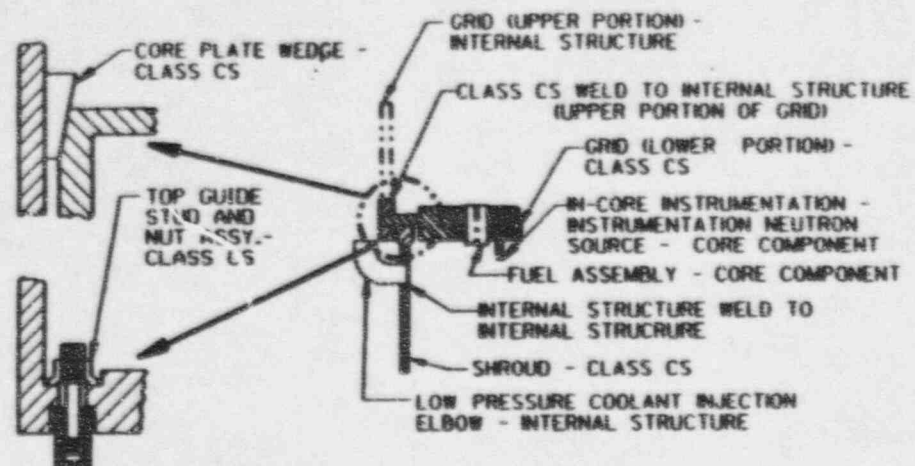 CORE PLATE WEDGE -
CLASS CS
GRID (UPPER PORTION) -
INTERNAL STRUCTURE
CLASS CS WELD TO INTERNAL STRUCTURE
(UPPER PORTION OF GRID)
GRID (LOWER PORTION) -
CLASS CS
TOP GUIDE
STUD AND
NUT ASSY.-
CLASS
IN-CORE INSTRUMENTATION -
INSTRUMENTATION NEUTRON
SOURCE - CORE COMPONENT
FUEL ASSEMBLY - CORE COMPONENT
INTERNAL STRUCTURE WELD TO
INTERNAL STRUCRURE
SHROUD - CLASS CS
LOW PRESSURE COOLANT INJECTION
ELBOW - INTERNAL STRUCTURE